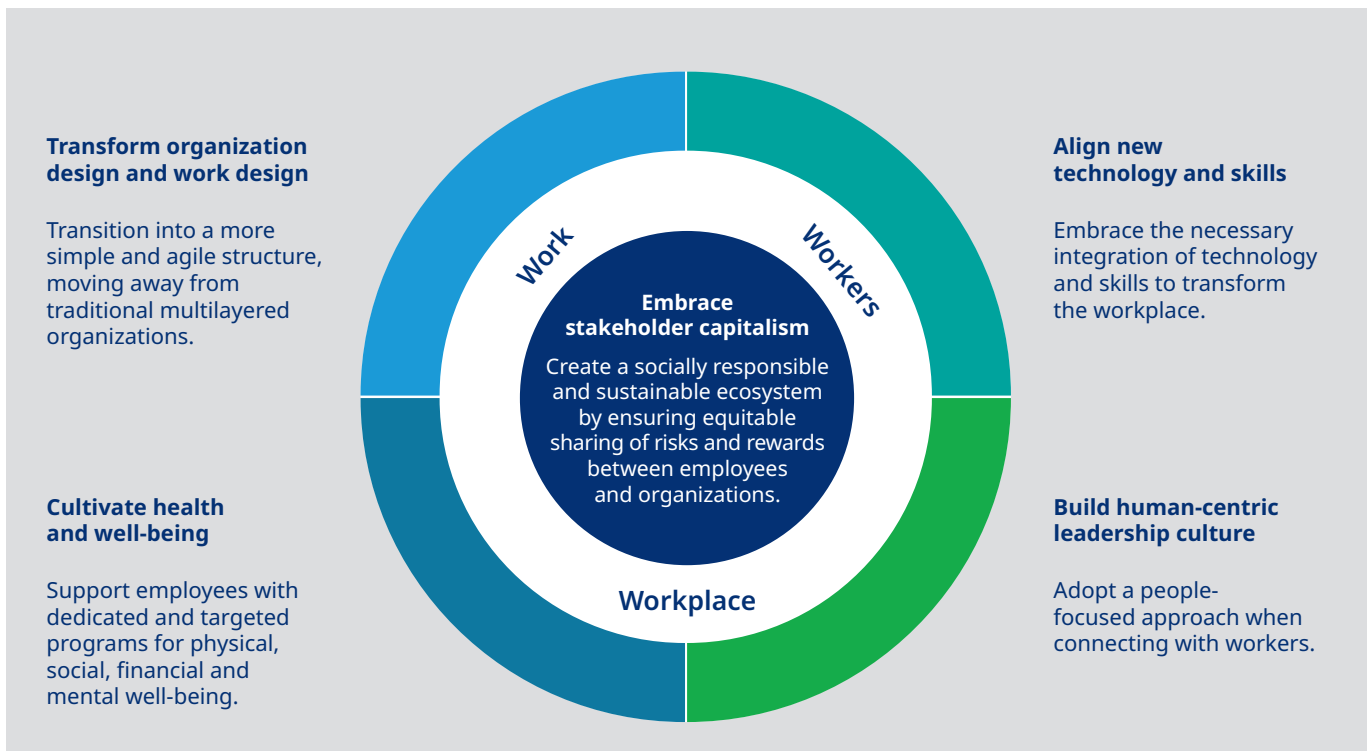 Transform organization
design and work design
Transition into a more
simple and agile structure,
moving away from
traditional multilayered
organizations.
Align new
technology and skills
Embrace the necessary
integration of technology
and skills to transform
the workplace.
Work
Workers
Embrace
stakeholder capitalism
Create a socially responsible
and sustainable ecosystem
by ensuring equitable
sharing of risks and rewards
between employees
and organizations.
Workplace
Cultivate health
and well-being
Support employees with
dedicated and targeted
programs for physical,
social, financial and
mental well-being.
Build human-centric
leadership culture
Adopt a people-
focused approach when
connecting with workers.